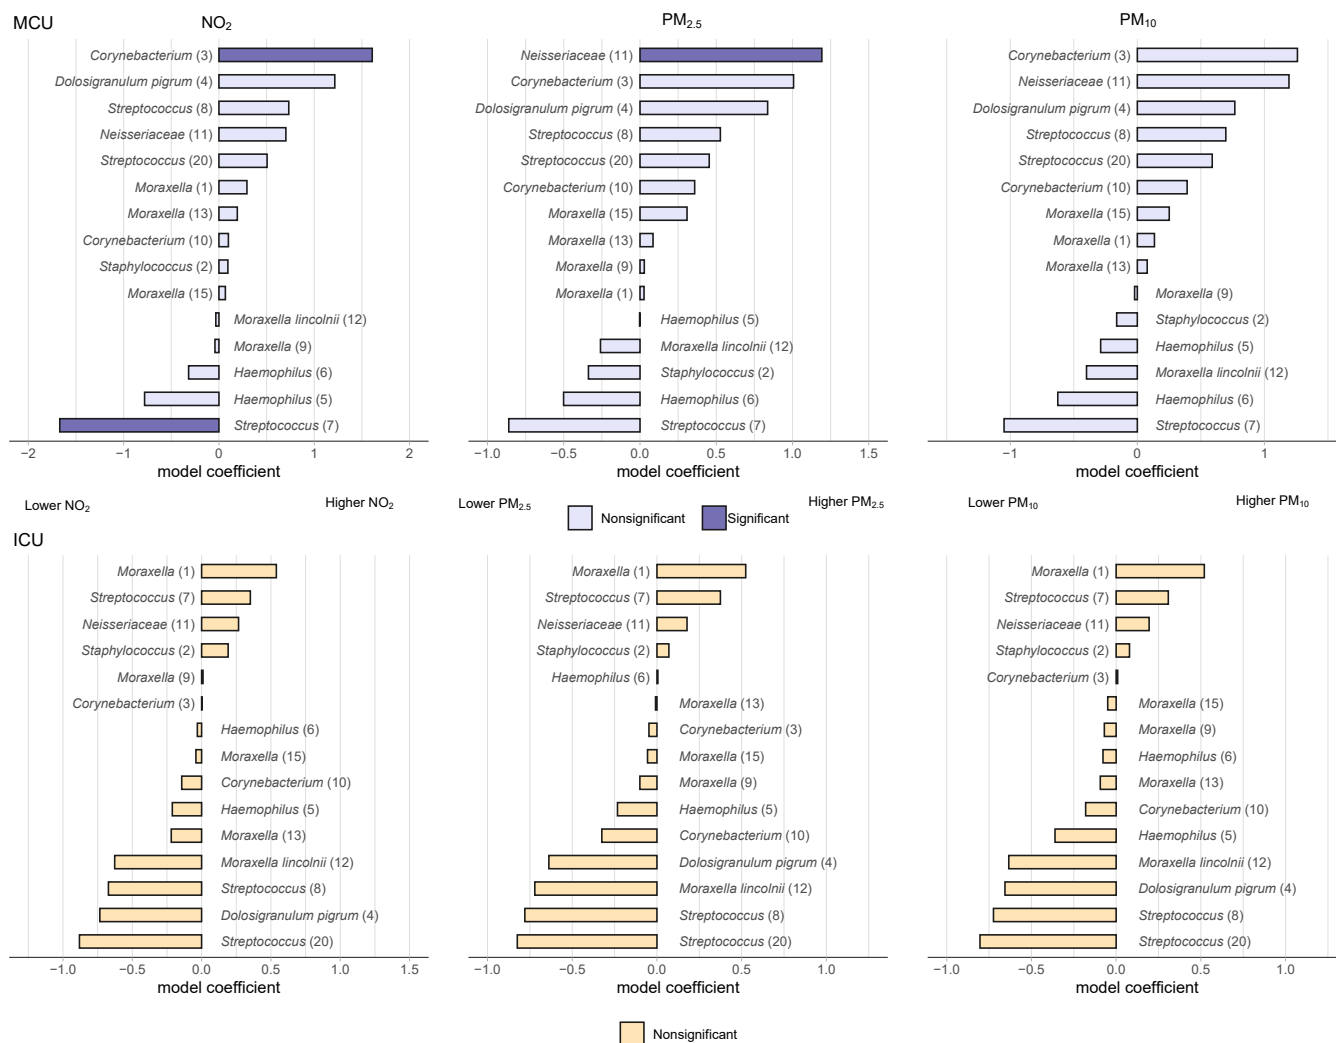 MCU
NO2
PM2.5
PM10
Corynebacterium (3)
Dolosigranulum pigrum (4)
Streptococcus (8)
Neisseriaceae (11)
Streptococcus (20)
Moraxella (1)
Moraxella (13)
Corynebacterium (10)
Staphylococcus (2)
Moraxella (15)
Moraxella lincolnii (12)
Moraxella (9)
Haemophilus (6)
Haemophilus (5)
Streptococcus (7)
−2 −1 0 1 2
model coefficient
Neisseriaceae (11)
Corynebacterium (3)
Dolosigranulum pigrum (4)
Streptococcus (8)
Streptococcus (20)
Corynebacterium (10)
Moraxella (15)
Moraxella (13)
Moraxella (9)
Moraxella (1)
Haemophilus (5)
Moraxella lincolnii (12)
Staphylococcus (2)
Haemophilus (6)
Streptococcus (7)
−1.0 −0.5 0.0 0.5 1.0 1.5
model coefficient
Corynebacterium (3)
Neisseriaceae (11)
Dolosigranulum pigrum (4)
Streptococcus (8)
Streptococcus (20)
Corynebacterium (10)
Moraxella (15)
Moraxella (1)
Moraxella (13)
Moraxella (9)
Staphylococcus (2)
Haemophilus (5)
Moraxella lincolnii (12)
Haemophilus (6)
Streptococcus (7)
−1 0 1
model coefficient
Lower NO2 Higher NO2
Lower PM2.5 Higher PM2.5
Lower PM10 Higher PM10
Nonsignificant Significant
ICU
Moraxella (1)
Streptococcus (7)
Neisseriaceae (11)
Staphylococcus (2)
Moraxella (9)
Corynebacterium (3)
Haemophilus (6)
Moraxella (15)
Corynebacterium (10)
Haemophilus (5)
Moraxella (13)
Moraxella lincolnii (12)
Streptococcus (8)
Dolosigranulum pigrum (4)
Streptococcus (20)
−1.0 −0.5 0.0 0.5 1.0 1.5
model coefficient
Moraxella (1)
Streptococcus (7)
Neisseriaceae (11)
Staphylococcus (2)
Haemophilus (6)
Moraxella (13)
Corynebacterium (3)
Moraxella (15)
Moraxella (9)
Haemophilus (5)
Corynebacterium (10)
Dolosigranulum pigrum (4)
Moraxella lincolnii (12)
Streptococcus (8)
Streptococcus (20)
−1.0 −0.5 0.0 0.5 1.0
model coefficient
Moraxella (1)
Streptococcus (7)
Neisseriaceae (11)
Staphylococcus (2)
Corynebacterium (3)
Moraxella (15)
Moraxella (9)
Haemophilus (6)
Moraxella (13)
Corynebacterium (10)
Haemophilus (5)
Moraxella lincolnii (12)
Dolosigranulum pigrum (4)
Streptococcus (8)
Streptococcus (20)
−1.0 −0.5 0.0 0.5 1.0
model coefficient
Nonsignificant